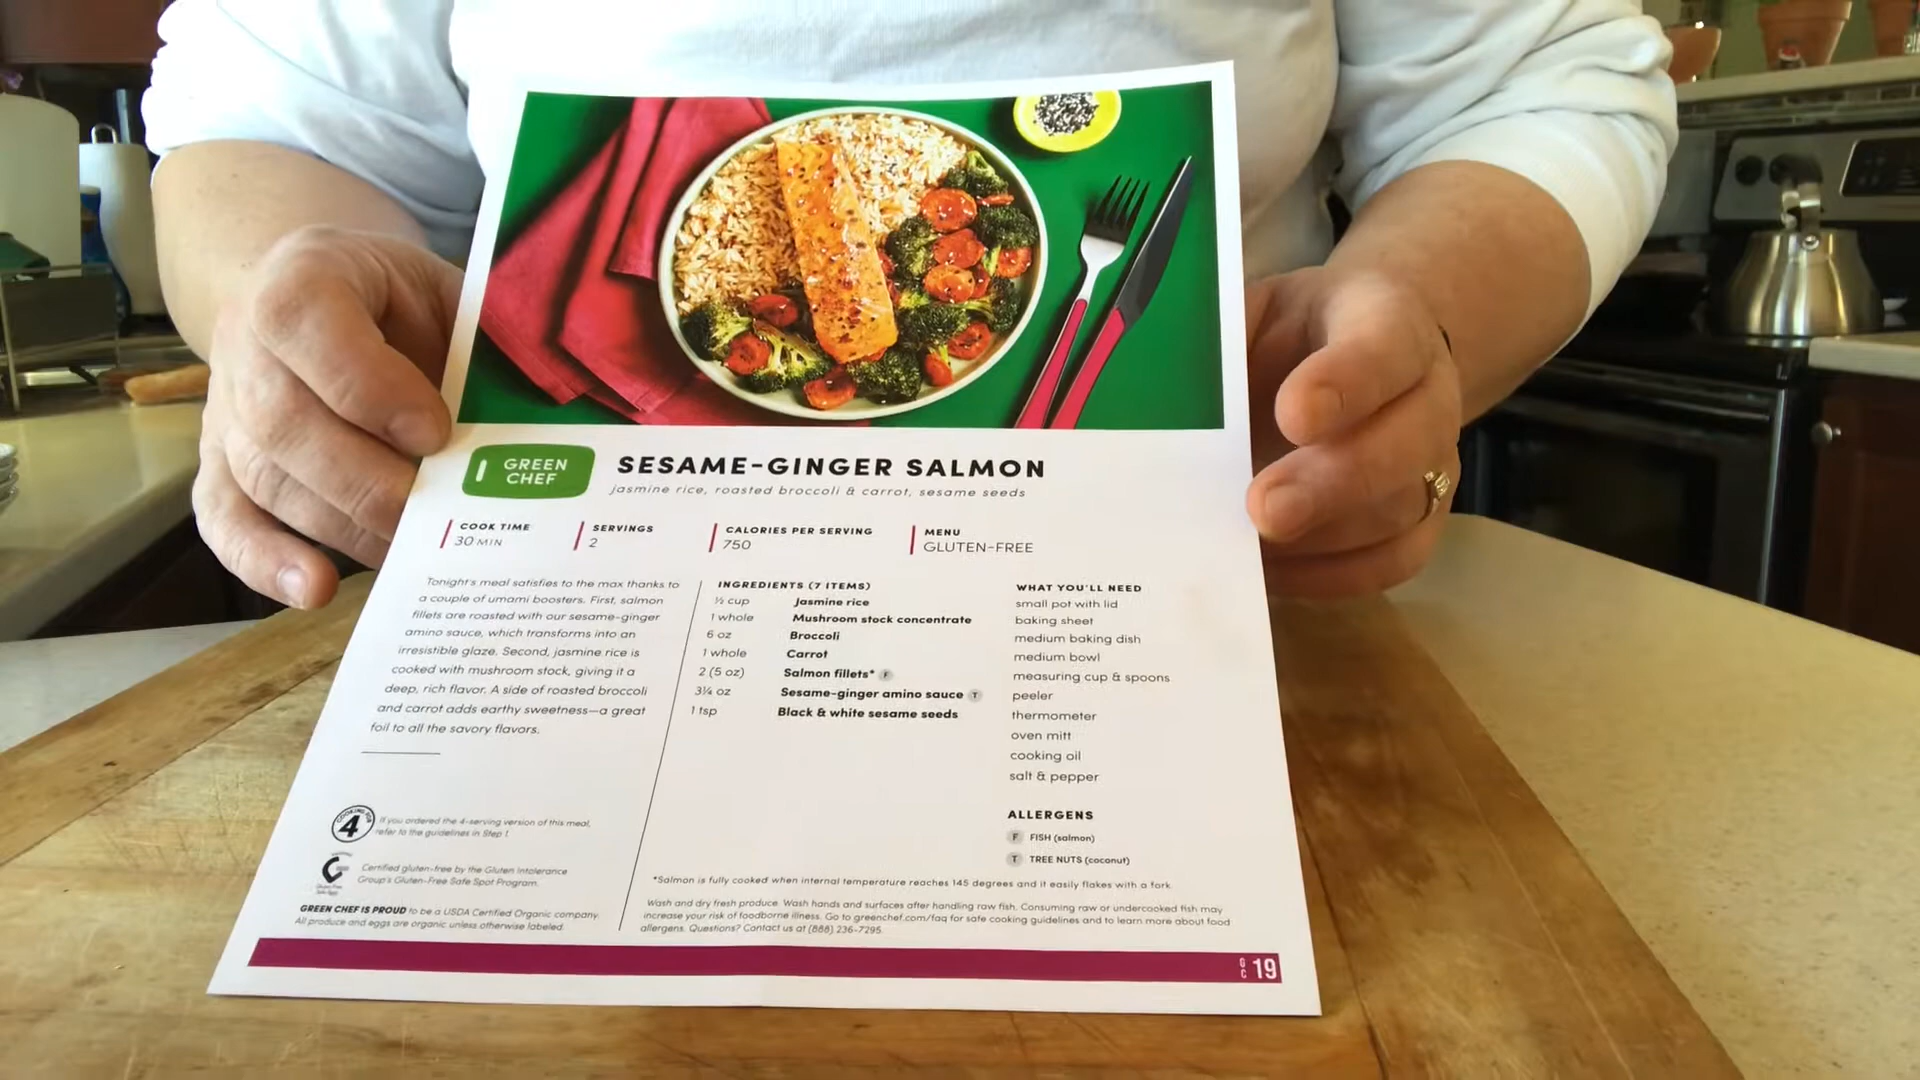 GREEN
CHEF
SESAME-GINGER SALMON
jasmine rice, roasted broccoli & carrot, sesame seeds
COOK TIME
30 MIN
SERVINGS
2
CALORIES PER SERVING
750
MENU
GLUTEN-FREE
Tonight's meal satisfies to the max thanks to
a couple of umami boosters. First, salmon
fillets are roasted with our sesame-ginger
amino sauce, which transforms into an
irresistible glaze. Second, jasmine rice is
cooked with mushroom stock, giving it a
deep, rich flavor. A side of roasted broccoli
and carrot adds earthy sweetness—a great
foil to all the savory flavors.
COOKING FOR
4
If you ordered the 4-serving version of this meal,
refer to the guidelines in Step 1.
Certified gluten-free by the Gluten Intolerance
Group's Gluten-Free Safe Spot Program.
GREEN CHEF IS PROUD to be a USDA Certified Organic company.
All produce and eggs are organic unless otherwise labeled.
INGREDIENTS (7 ITEMS)
½ cup Jasmine rice
1 whole Mushroom stock concentrate
6 oz Broccoli
1 whole Carrot
2 (5 oz) Salmon fillets* F
3¼ oz Sesame-ginger amino sauce T
1 tsp Black & white sesame seeds
WHAT YOU'LL NEED
small pot with lid
baking sheet
medium baking dish
medium bowl
measuring cup & spoons
peeler
thermometer
oven mitt
cooking oil
salt & pepper
ALLERGENS
F FISH (salmon)
T TREE NUTS (coconut)
*Salmon is fully cooked when internal temperature reaches 145 degrees and it easily flakes with a fork.
Wash and dry fresh produce. Wash hands and surfaces after handling raw fish. Consuming raw or undercooked fish may
increase your risk of foodborne illness. Go to greenchef.com/faq for safe cooking guidelines and to learn more about food
allergens. Questions? Contact us at (888) 236-7295.
19